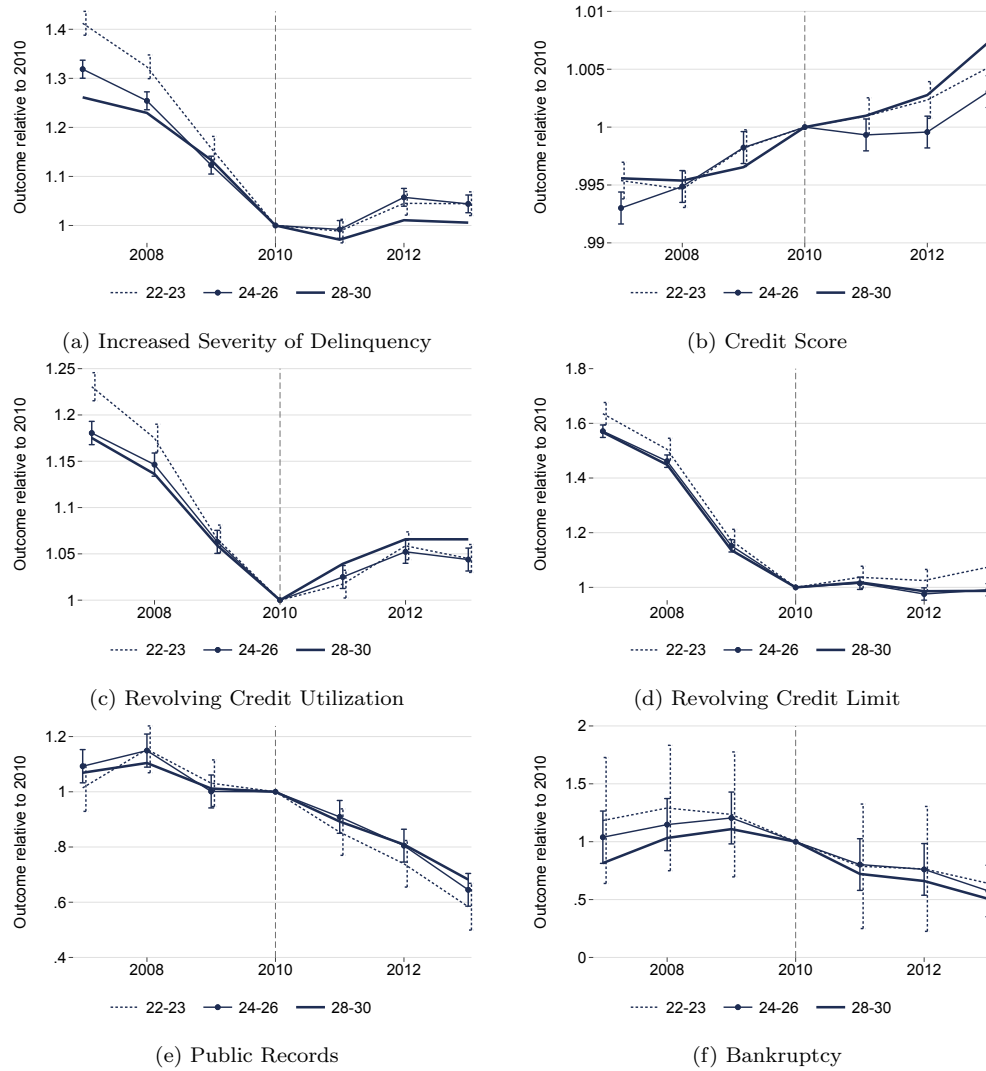 Outcome relative to 2010
1.4
1.3
1.2
1.1
1
2008 2010 2012
22-23 24-26 28-30
(a) Increased Severity of Delinquency
Outcome relative to 2010
1.01
1.005
1
.995
.99
2008 2010 2012
22-23 24-26 28-30
(b) Credit Score
Outcome relative to 2010
1.25
1.2
1.15
1.1
1.05
1
2008 2010 2012
22-23 24-26 28-30
(c) Revolving Credit Utilization
Outcome relative to 2010
1.8
1.6
1.4
1.2
1
2008 2010 2012
22-23 24-26 28-30
(d) Revolving Credit Limit
Outcome relative to 2010
1.2
1
.8
.6
.4
2008 2010 2012
22-23 24-26 28-30
(e) Public Records
Outcome relative to 2010
2
1.5
1
.5
0
2008 2010 2012
22-23 24-26 28-30
(f) Bankruptcy